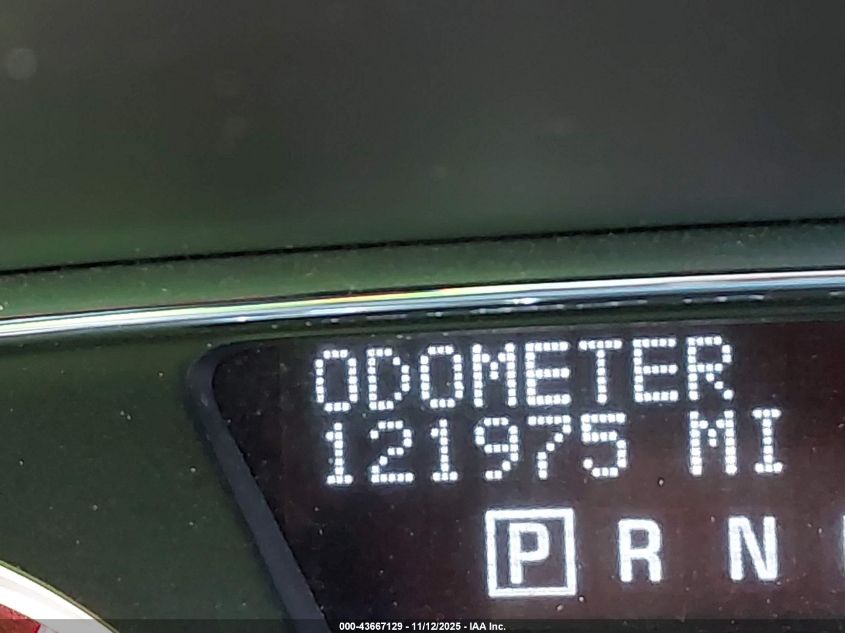 ODOMETER
121975 MI
P R N
000-43667129 - 11/12/2025 - IAA Inc.